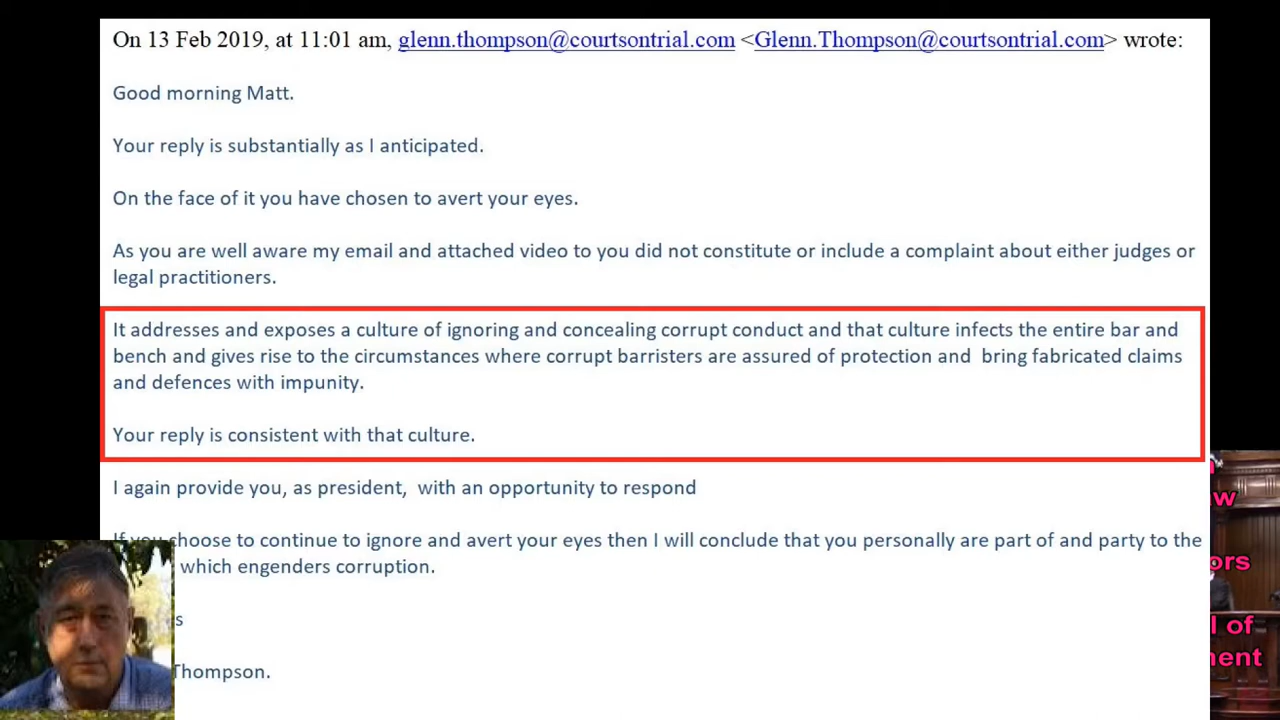 On 13 Feb 2019, at 11:01 am, glenn.thompson@courtsontrial.com <Glenn.Thompson@courtsontrial.com> wrote:
Good morning Matt.
Your reply is substantially as I anticipated.
On the face of it you have chosen to avert your eyes.
As you are well aware my email and attached video to you did not constitute or include a complaint about either judges or
legal practitioners.
It addresses and exposes a culture of ignoring and concealing corrupt conduct and that culture infects the entire bar and
bench and gives rise to the circumstances where corrupt barristers are assured of protection and bring fabricated claims
and defences with impunity.
Your reply is consistent with that culture.
I again provide you, as president, with an opportunity to respond
If you choose to continue to ignore and avert your eyes then I will conclude that you personally are part of and party to the
which engenders corruption.
Thompson.